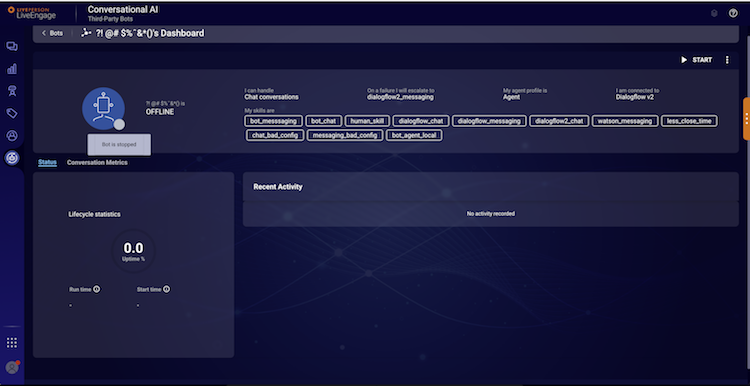 LIVEPERSON
LiveEngage
Conversational AI
Third-Party Bots
Bots
?! @# $%ˆ&*()'s Dashboard
START
?! @# $%ˆ&*() is
OFFLINE
Bot is stopped
I can handle
Chat conversations
On a failure I will escalate to
dialogflow2_messaging
My agent profile is
Agent
I am connected to
Dialogflow v2
My skills are
bot_messsaging bot_chat human_skill dialogflow_chat dialogflow_messaging dialogflow2_chat watson_messaging less_close_time
chat_bad_config messaging_bad_config bot_agent_local
Status Conversation Metrics
Lifecycle statistics
0.0
Uptime %
Run time Start time
- -
Recent Activity
No activity recorded